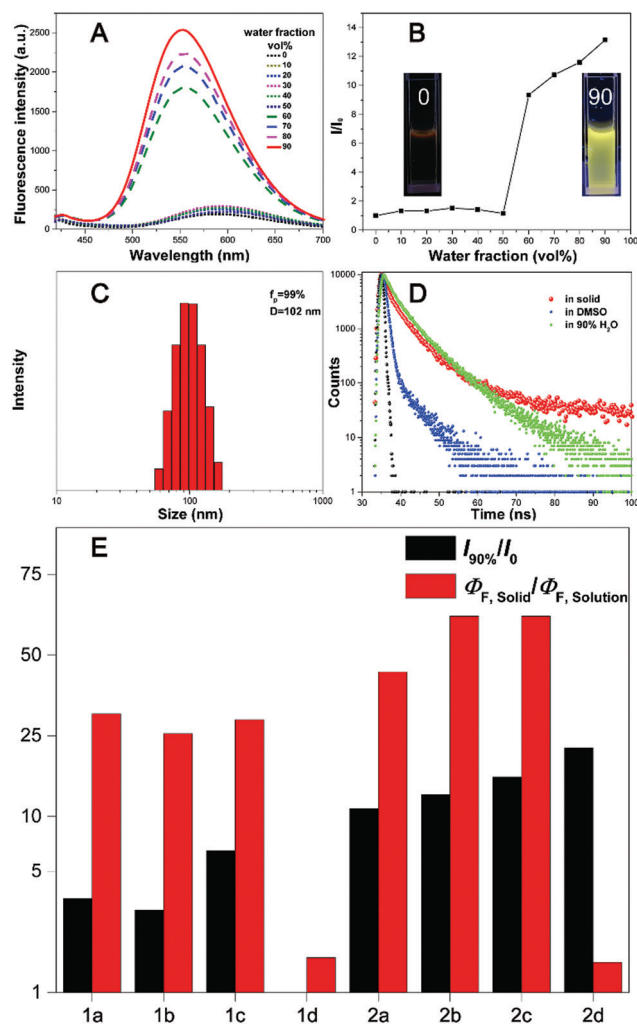 A
water fraction
vol%
0
10
20
30
40
50
60
70
80
90
Fluorescence intensity (a.u.)
2500
2000
1500
1000
500
0
450 500 550 600 650 700
Wavelength (nm)
B
I/I0
14
12
10
8
6
4
2
0
0
90
0 10 20 30 40 50 60 70 80 90 100
Water fraction (vol%)
C
fp=99%
D=102 nm
Intensity
10 100 1000
Size (nm)
D
in solid
in DMSO
in 90% H2O
Counts
10000
1000
100
10
1
30 40 50 60 70 80 90 100
Time (ns)
E
I90%/I0
ΦF, Solid/ΦF, Solution
75
50
25
10
5
1
1a 1b 1c 1d 2a 2b 2c 2d